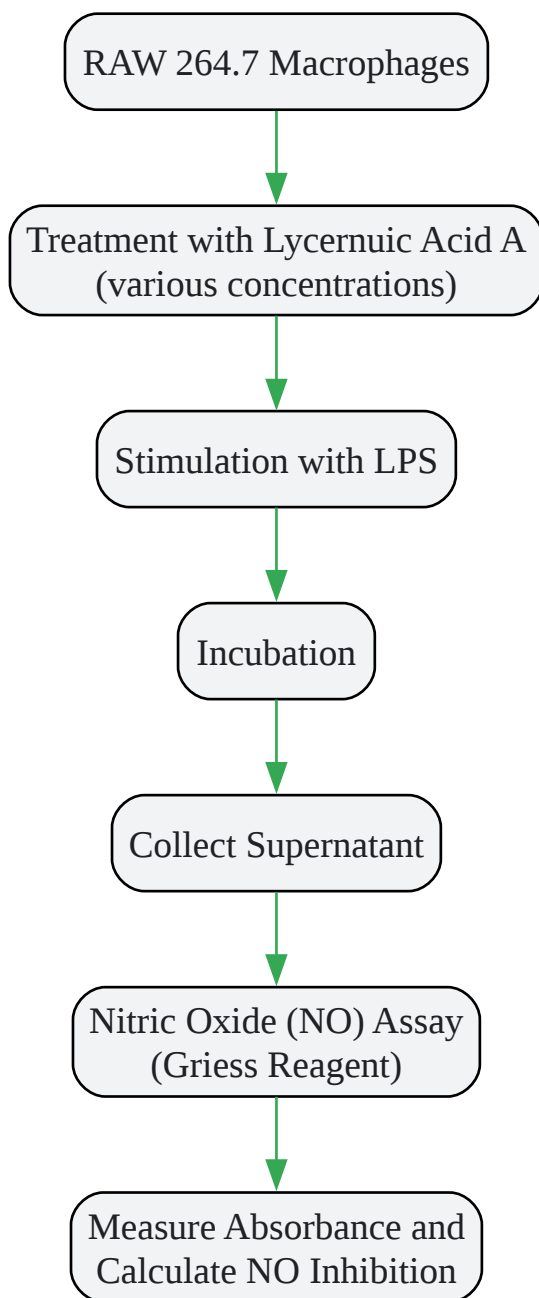 RAW 264.7 Macrophages
Treatment with Lycernuic Acid A
(various concentrations)
Stimulation with LPS
Incubation
Collect Supernatant
Nitric Oxide (NO) Assay
(Griess Reagent)
Measure Absorbance and
Calculate NO Inhibition